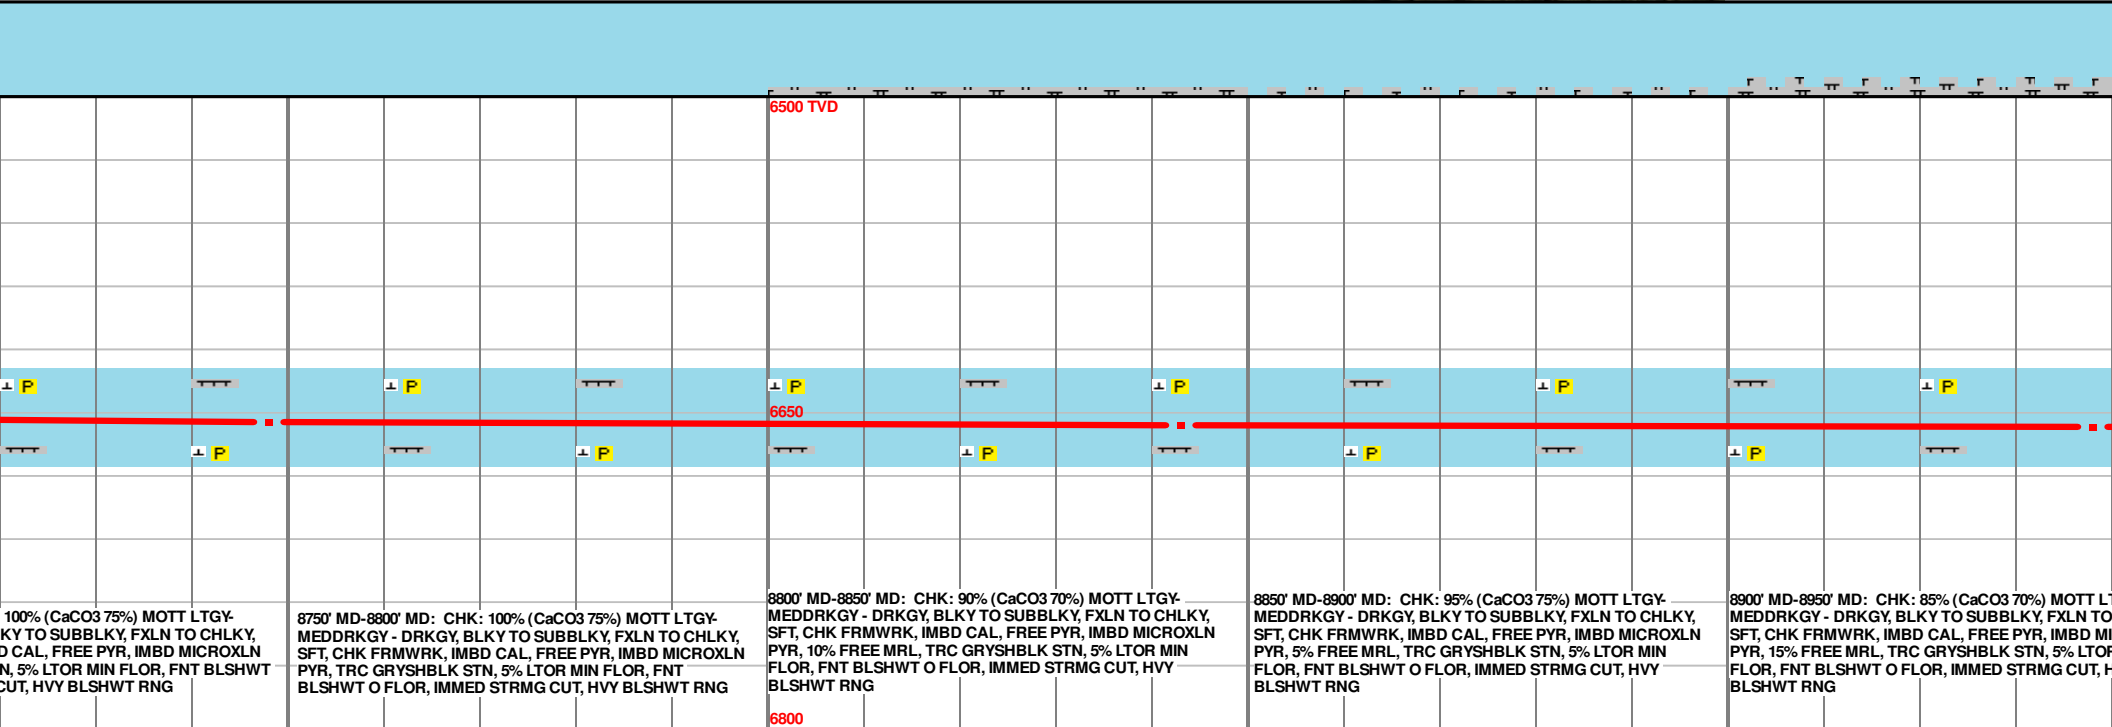 6500 TVD
P P P P P P
6650
P P P P P
100% (CaCO3 75%) MOTT LTGY-
KY TO SUBBLKY, FXLN TO CHLKY,
D CAL, FREE PYR, IMBD MICROXLN
N, 5% LTOR MIN FLOR, FNT BLSHWT
CUT, HVY BLSHWT RNG
8750' MD-8800' MD: CHK: 100% (CaCO3 75%) MOTT LTGY-
MEDDRKGY - DRKGY, BLKY TO SUBBLKY, FXLN TO CHLKY,
SFT, CHK FRMWRK, IMBD CAL, FREE PYR, IMBD MICROXLN
PYR, TRC GRYSHBLK STN, 5% LTOR MIN FLOR, FNT
BLSHWT O FLOR, IMMED STRMG CUT, HVY BLSHWT RNG
8800' MD-8850' MD: CHK: 90% (CaCO3 70%) MOTT LTGY-
MEDDRKGY - DRKGY, BLKY TO SUBBLKY, FXLN TO CHLKY,
SFT, CHK FRMWRK, IMBD CAL, FREE PYR, IMBD MICROXLN
PYR, 10% FREE MRL, TRC GRYSHBLK STN, 5% LTOR MIN
FLOR, FNT BLSHWT O FLOR, IMMED STRMG CUT, HVY
BLSHWT RNG
8850' MD-8900' MD: CHK: 95% (CaCO3 75%) MOTT LTGY-
MEDDRKGY - DRKGY, BLKY TO SUBBLKY, FXLN TO CHLKY,
SFT, CHK FRMWRK, IMBD CAL, FREE PYR, IMBD MICROXLN
PYR, 5% FREE MRL, TRC GRYSHBLK STN, 5% LTOR MIN
FLOR, FNT BLSHWT O FLOR, IMMED STRMG CUT, HVY
BLSHWT RNG
8900' MD-8950' MD: CHK: 85% (CaCO3 70%) MOTT LT
MEDDRKGY - DRKGY, BLKY TO SUBBLKY, FXLN TO
SFT, CHK FRMWRK, IMBD CAL, FREE PYR, IMBD MI
PYR, 15% FREE MRL, TRC GRYSHBLK STN, 5% LTOR
FLOR, FNT BLSHWT O FLOR, IMMED STRMG CUT, H
BLSHWT RNG
6800